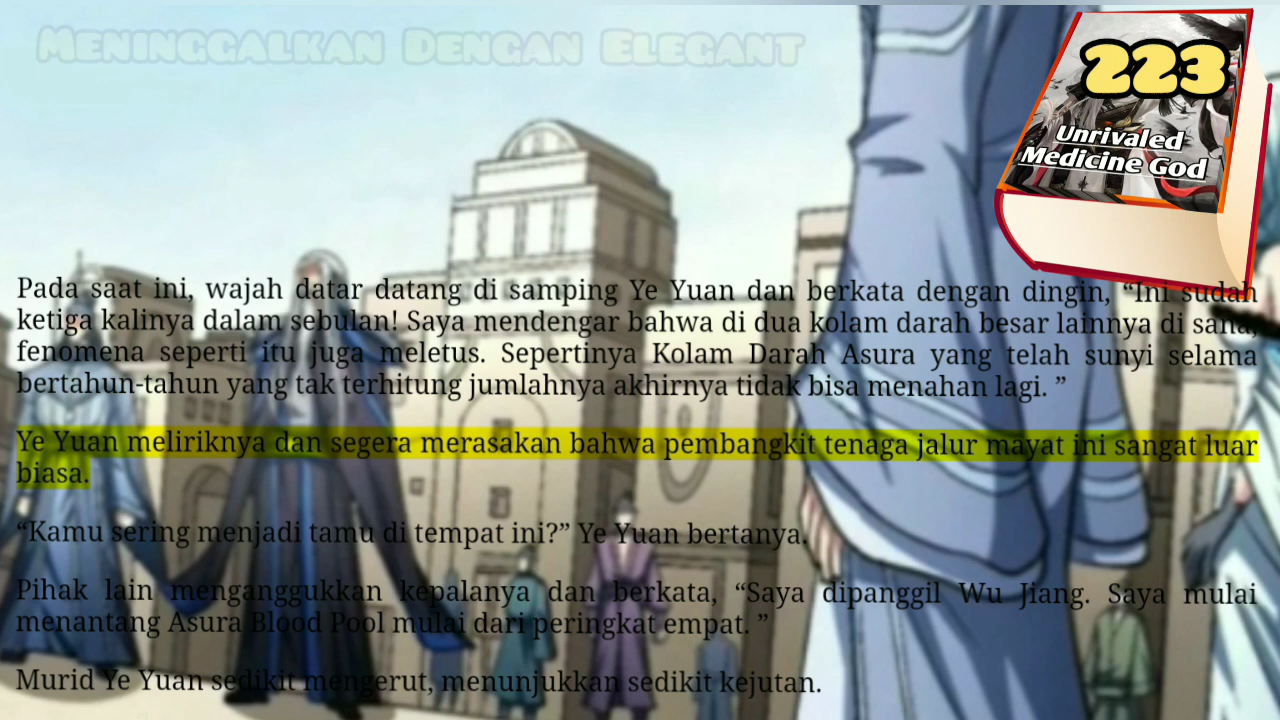 MENINGGALKAN DENGAN ELEGANT
223
Unrivaled
Medicine God
Pada saat ini, wajah datar datang di samping Ye Yuan dan berkata dengan dingin, “Ini sudah
ketiga kalinya dalam sebulan! Saya mendengar bahwa di dua kolam darah besar lainnya di sana,
fenomena seperti itu juga meletus. Sepertinya Kolam Darah Asura yang telah sunyi selama
bertahun-tahun yang tak terhitung jumlahnya akhirnya tidak bisa menahan lagi. ”
Ye Yuan meliriknya dan segera merasakan bahwa pembangkit tenaga jalur mayat ini sangat luar
biasa.
“Kamu sering menjadi tamu di tempat ini?” Ye Yuan bertanya.
Pihak lain menganggukkan kepalanya dan berkata, “Saya dipanggil Wu Jiang. Saya mulai
menantang Asura Blood Pool mulai dari peringkat empat. ”
Murid Ye Yuan sedikit mengerut, menunjukkan sedikit kejutan.